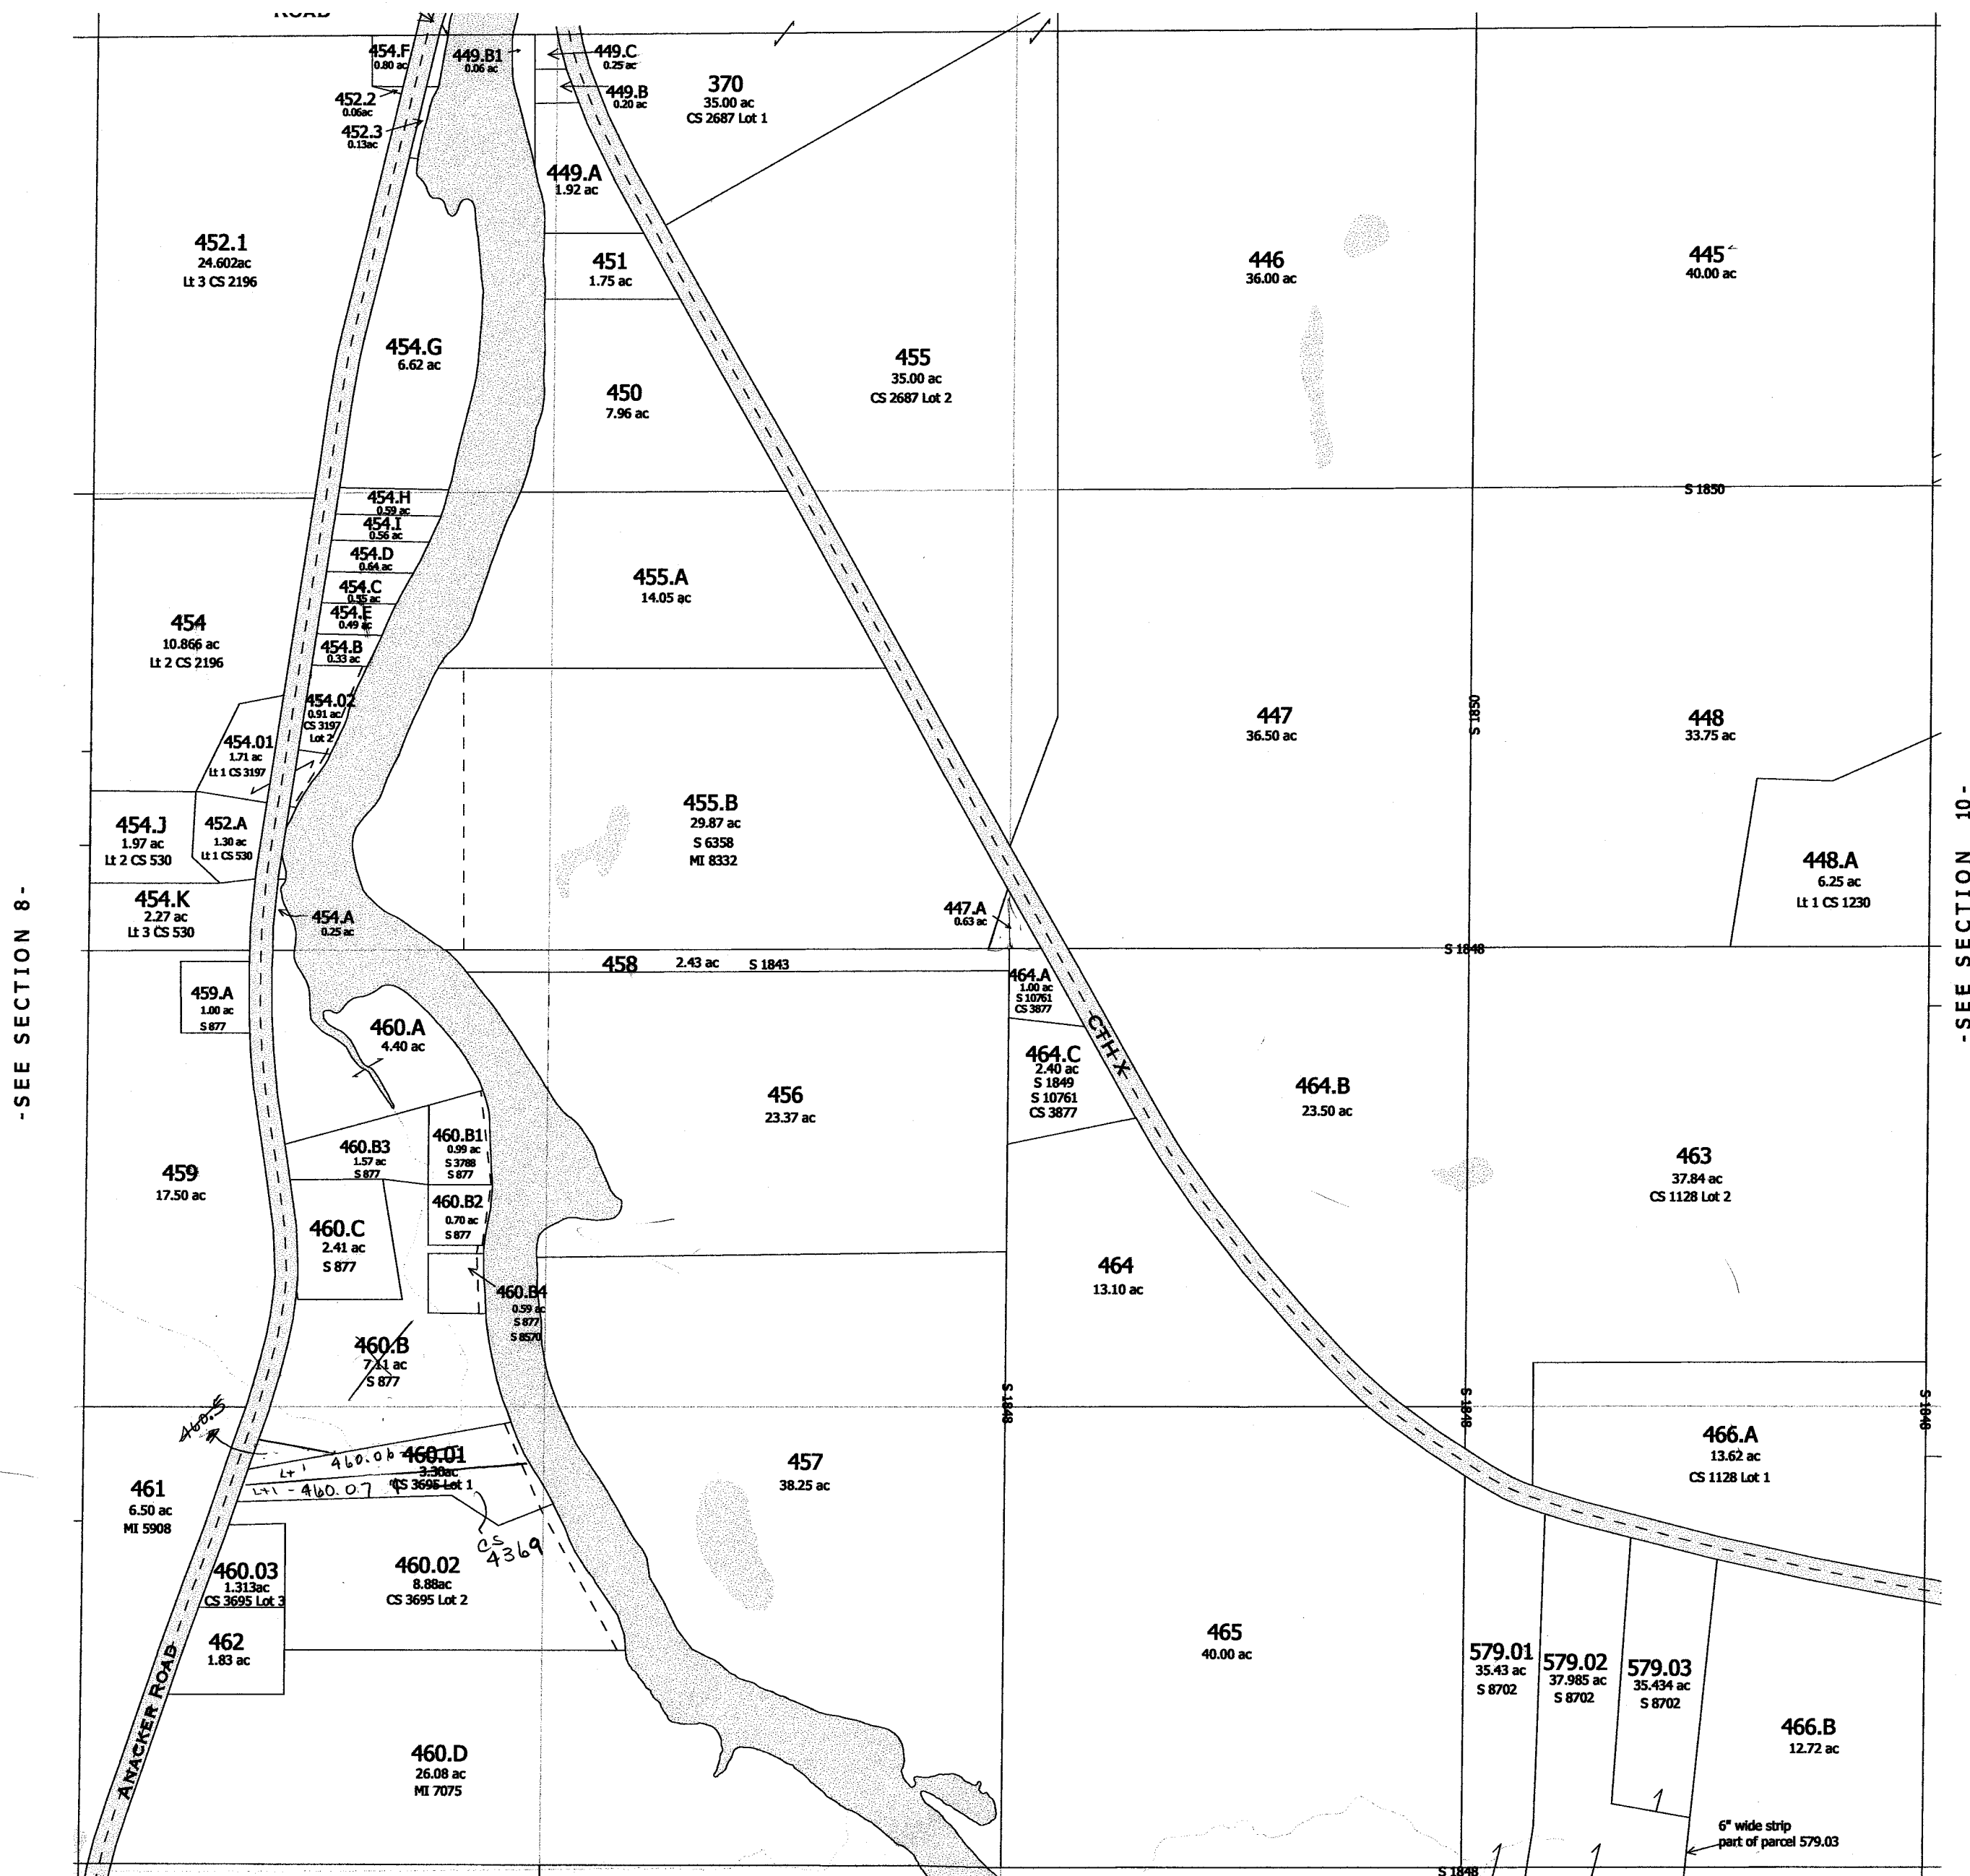 ROAD
454.F
0.80 ac
449.B1
0.06 ac
449.C
0.25 ac
449.B
0.20 ac
370
35.00 ac
CS 2687 Lot 1
452.2
0.06ac
452.3
0.13ac
449.A
1.92 ac
452.1
24.602ac
Lt 3 CS 2196
451
1.75 ac
446
36.00 ac
445
40.00 ac
454.G
6.62 ac
450
7.96 ac
455
35.00 ac
CS 2687 Lot 2
S 1850
454.H
0.59 ac
454.I
0.56 ac
454.D
0.64 ac
454.C
0.55 ac
454.E
0.49 ac
454.B
0.33 ac
455.A
14.05 ac
454
10.866 ac
Lt 2 CS 2196
454.02
0.91 ac
CS 3197
Lot 2
454.01
1.71 ac
Lt 1 CS 3197
447
36.50 ac
S 1850
448
33.75 ac
454.J
1.97 ac
Lt 2 CS 530
452.A
1.30 ac
Lt 1 CS 530
455.B
29.87 ac
S 6358
MI 8332
448.A
6.25 ac
Lt 1 CS 1230
454.K
2.27 ac
Lt 3 CS 530
454.A
0.25 ac
447.A
0.63 ac
-SEE SECTION 8-
-SEE SECTION 10-
S 1848
458 2.43 ac S 1843
459.A
1.00 ac
S 877
460.A
4.40 ac
464.A
1.00 ac
S 10761
CS 3877
CTH X
464.C
2.40 ac
S 1849
S 10761
CS 3877
456
23.37 ac
464.B
23.50 ac
460.B3
1.57 ac
S 877
460.B1
0.99 ac
S 3788
S 877
459
17.50 ac
460.B2
0.70 ac
S 877
463
37.84 ac
CS 1128 Lot 2
460.C
2.41 ac
S 877
464
13.10 ac
460.B4
0.59 ac
S 877
S 8570
460.B
7.11 ac
S 877
S 1848
S 1848
S 1848
460.5
460.01
3.30ac
CS 3695 Lot 1
Lt 1 460.06
Lt 1 - 460.07
CS
4369
457
38.25 ac
466.A
13.62 ac
CS 1128 Lot 1
461
6.50 ac
MI 5908
460.03
1.313ac
CS 3695 Lot 3
460.02
8.88ac
CS 3695 Lot 2
462
1.83 ac
465
40.00 ac
579.01
35.43 ac
S 8702
579.02
37.985 ac
S 8702
579.03
35.434 ac
S 8702
466.B
12.72 ac
ANACKER ROAD
460.D
26.08 ac
MI 7075
6" wide strip
part of parcel 579.03
S 1848